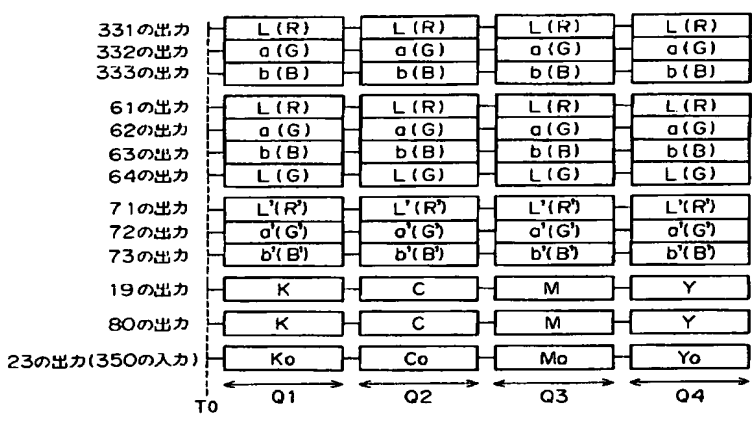 331の出力 L(R) L(R) L(R) L(R)
332の出力 a(G) a(G) a(G) a(G)
333の出力 b(B) b(B) b(B) b(B)
61の出力 L(R) L(R) L(R) L(R)
62の出力 a(G) a(G) a(G) a(G)
63の出力 b(B) b(B) b(B) b(B)
64の出力 L(G) L(G) L(G) L(G)
71の出力 L'(R') L'(R') L'(R') L'(R')
72の出力 a'(G') a'(G') a'(G') a'(G')
73の出力 b'(B') b'(B') b'(B') b'(B')
19の出力 K C M Y
80の出力 K C M Y
23の出力(350の入力) Ko Co Mo Yo
T0 Q1 Q2 Q3 Q4